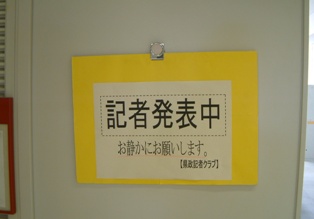 記者発表中
お静かにお願いします。
【県政記者クラブ】